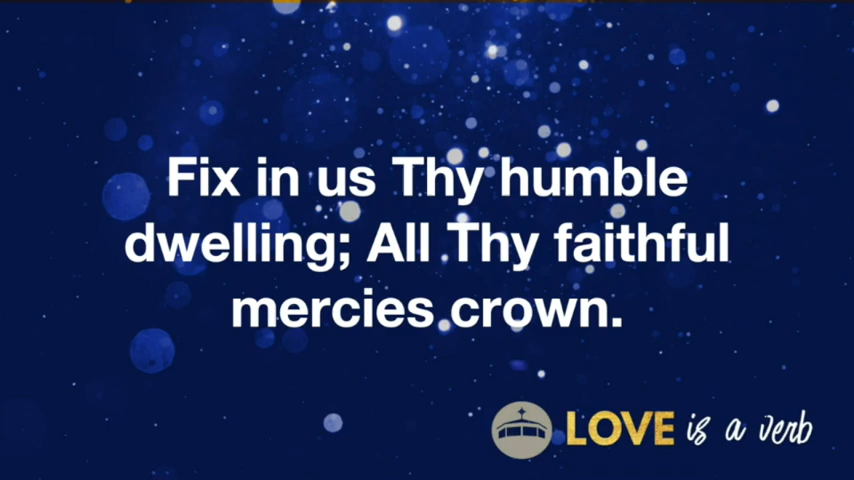 Fix in us Thy humble
dwelling; All Thy faithful
mercies crown.
LOVE is a verb